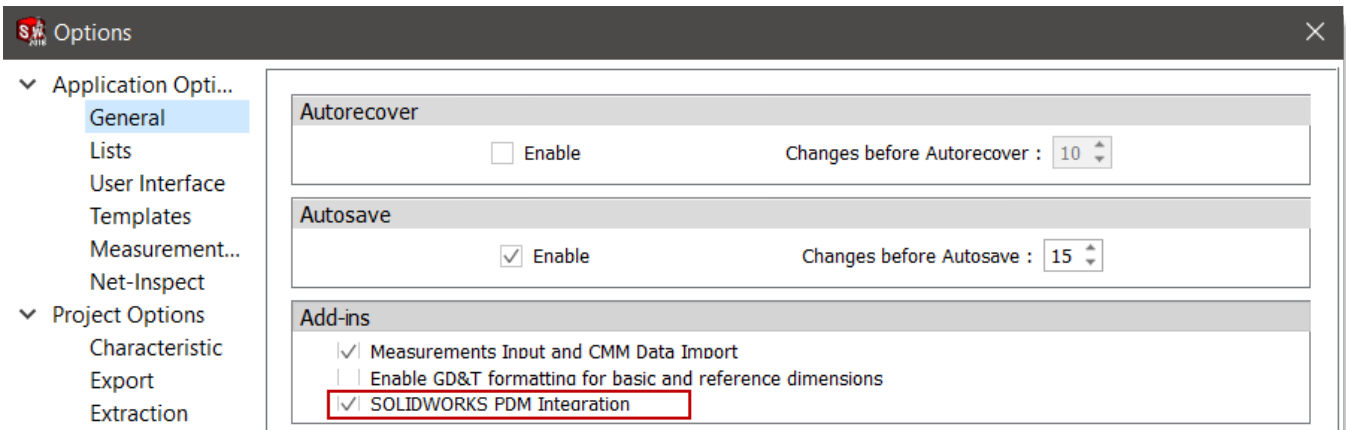 Options
Application Opti...
General
Lists
User Interface
Templates
Measurement...
Net-Inspect
Project Options
Characteristic
Export
Extraction
Autorecover
Enable Changes before Autorecover : 10
Autosave
Enable Changes before Autosave : 15
Add-ins
Measurements Input and CMM Data Import
Enable GD&T formatting for basic and reference dimensions
SOLIDWORKS PDM Integration